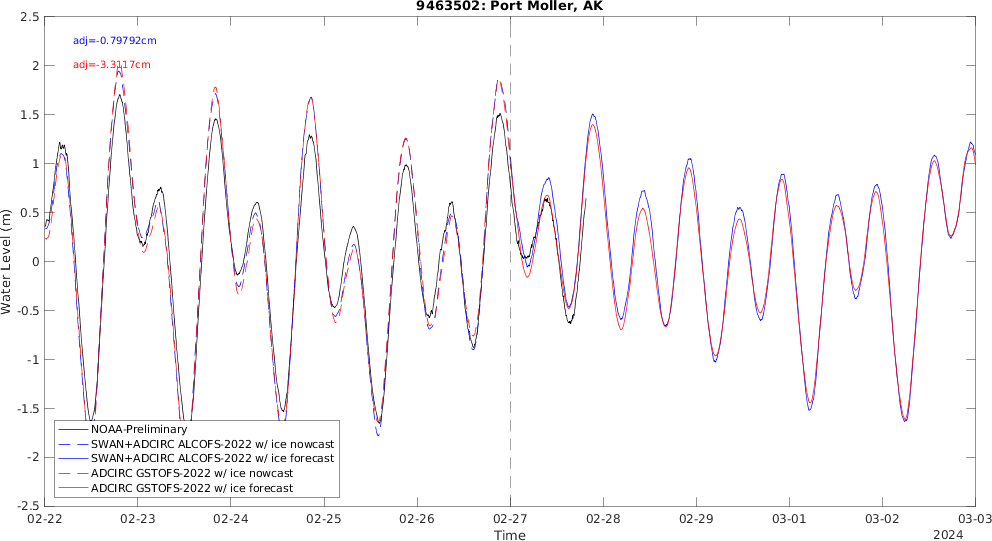 9463502: Port Moller, AK
2.5
2
1.5
1
0.5
0
-0.5
-1
-1.5
-2
-2.5
Water Level (m)
adj=-0.79792cm
adj=-3.3117cm
NOAA-Preliminary
SWAN+ADCIRC ALCOFS-2022 w/ ice nowcast
SWAN+ADCIRC ALCOFS-2022 w/ ice forecast
ADCIRC GSTOFS-2022 w/ ice nowcast
ADCIRC GSTOFS-2022 w/ ice forecast
02-22 02-23 02-24 02-25 02-26 02-27 02-28 02-29 03-01 03-02 03-03
Time
2024